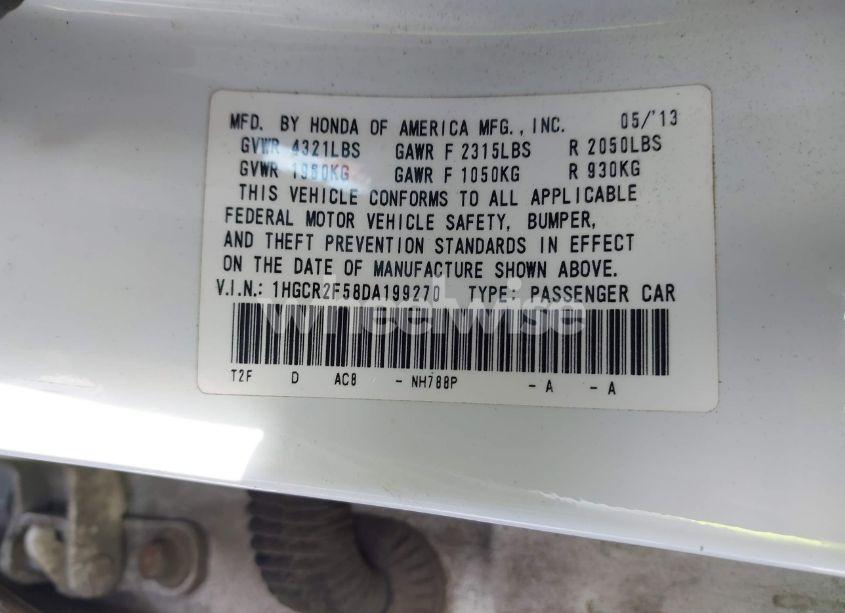 MFD. BY HONDA OF AMERICA MFG., INC. 05/'13
GVWR 4321LBS GAWR F 2315LBS R 2050LBS
GVWR 1960KG GAWR F 1050KG R 930KG
THIS VEHICLE CONFORMS TO ALL APPLICABLE
FEDERAL MOTOR VEHICLE SAFETY, BUMPER,
AND THEFT PREVENTION STANDARDS IN EFFECT
ON THE DATE OF MANUFACTURE SHOWN ABOVE.
V.I.N.: 1HGCR2F58DA199270 TYPE: PASSENGER CAR
wheelwise
T2F D AC8 - NH788P - A - A